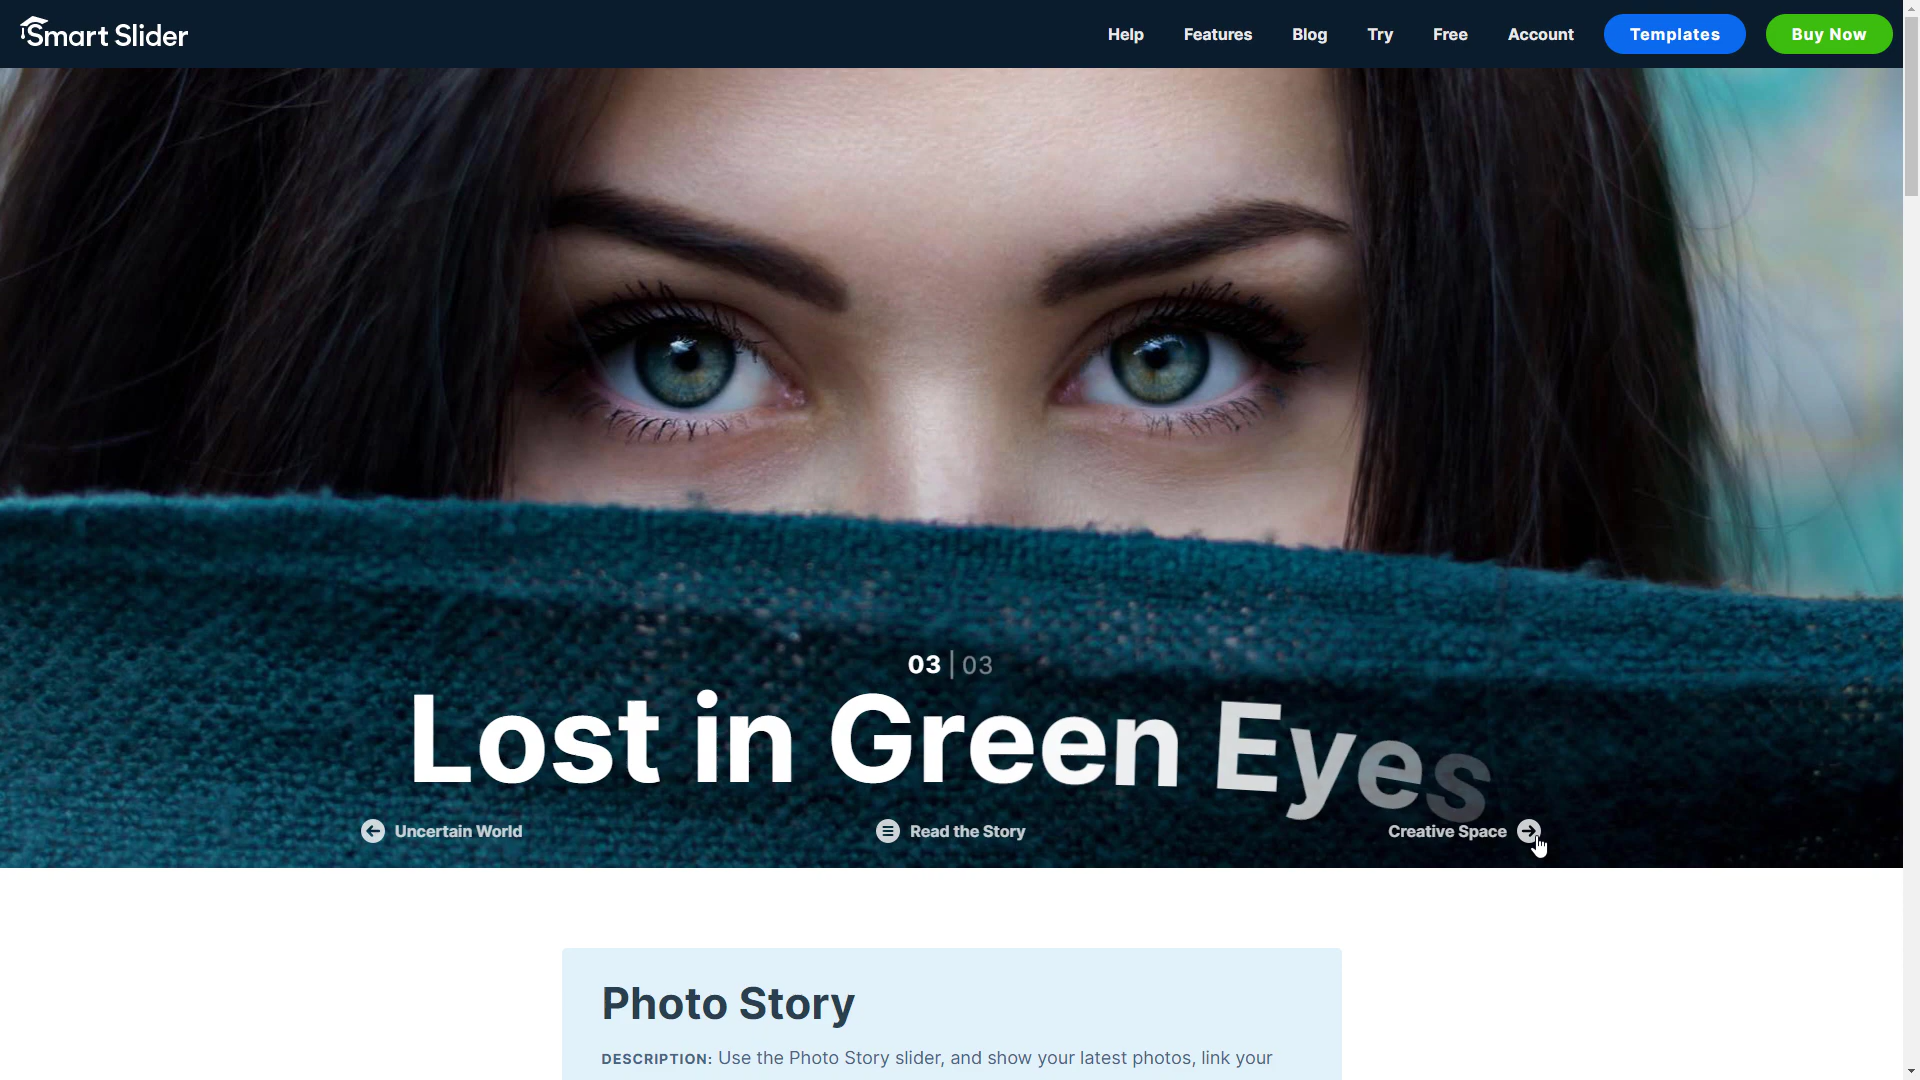 Smart Slider
Help Features Blog Try Free Account Templates Buy Now
03 | 03
Lost in Green Eyes
Uncertain World Read the Story Creative Space
Photo Story
DESCRIPTION: Use the Photo Story slider, and show your latest photos, link your